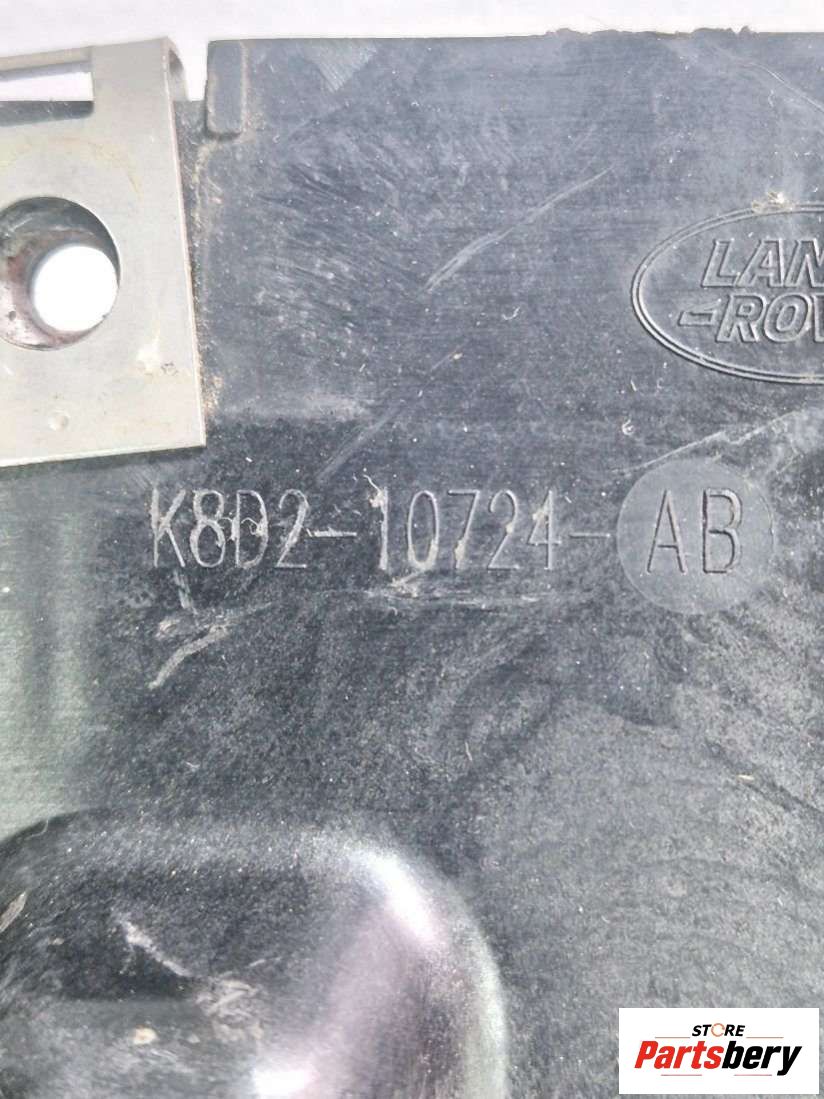 LAN
-ROV
K8D2-10724-AB
STORE
Partsbery